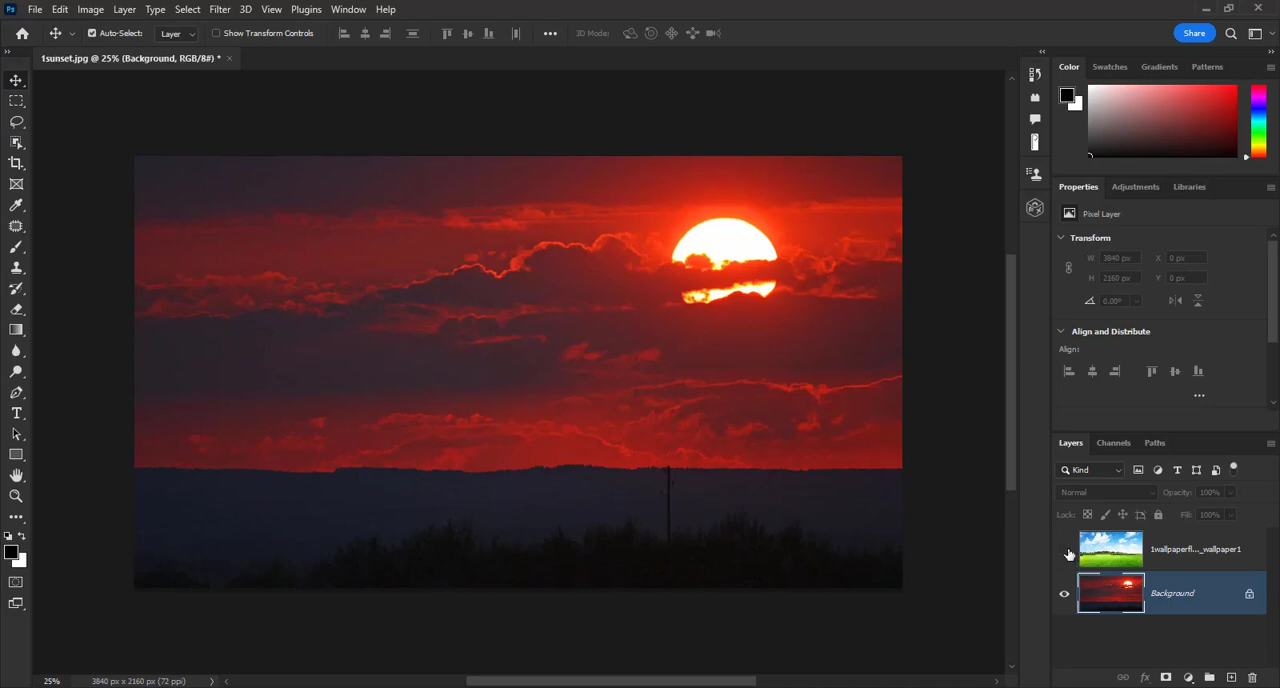 Ps File Edit Image Layer Type Select Filter 3D View Plugins Window Help
Auto-Select: Layer Show Transform Controls 3D Mode: Share
1sunset.jpg @ 25% (Background, RGB/8#) *
Color Swatches Gradients Patterns
Properties Adjustments Libraries
Pixel Layer
Transform
W 3840 px X 0 px
H 2160 px Y 0 px
0.00°
Align and Distribute
Align:
Layers Channels Paths
Kind
Normal Opacity: 100%
Lock: Fill: 100%
1wallpaperfl..._wallpaper1
Background
25% 3840 px x 2160 px (72 ppi)